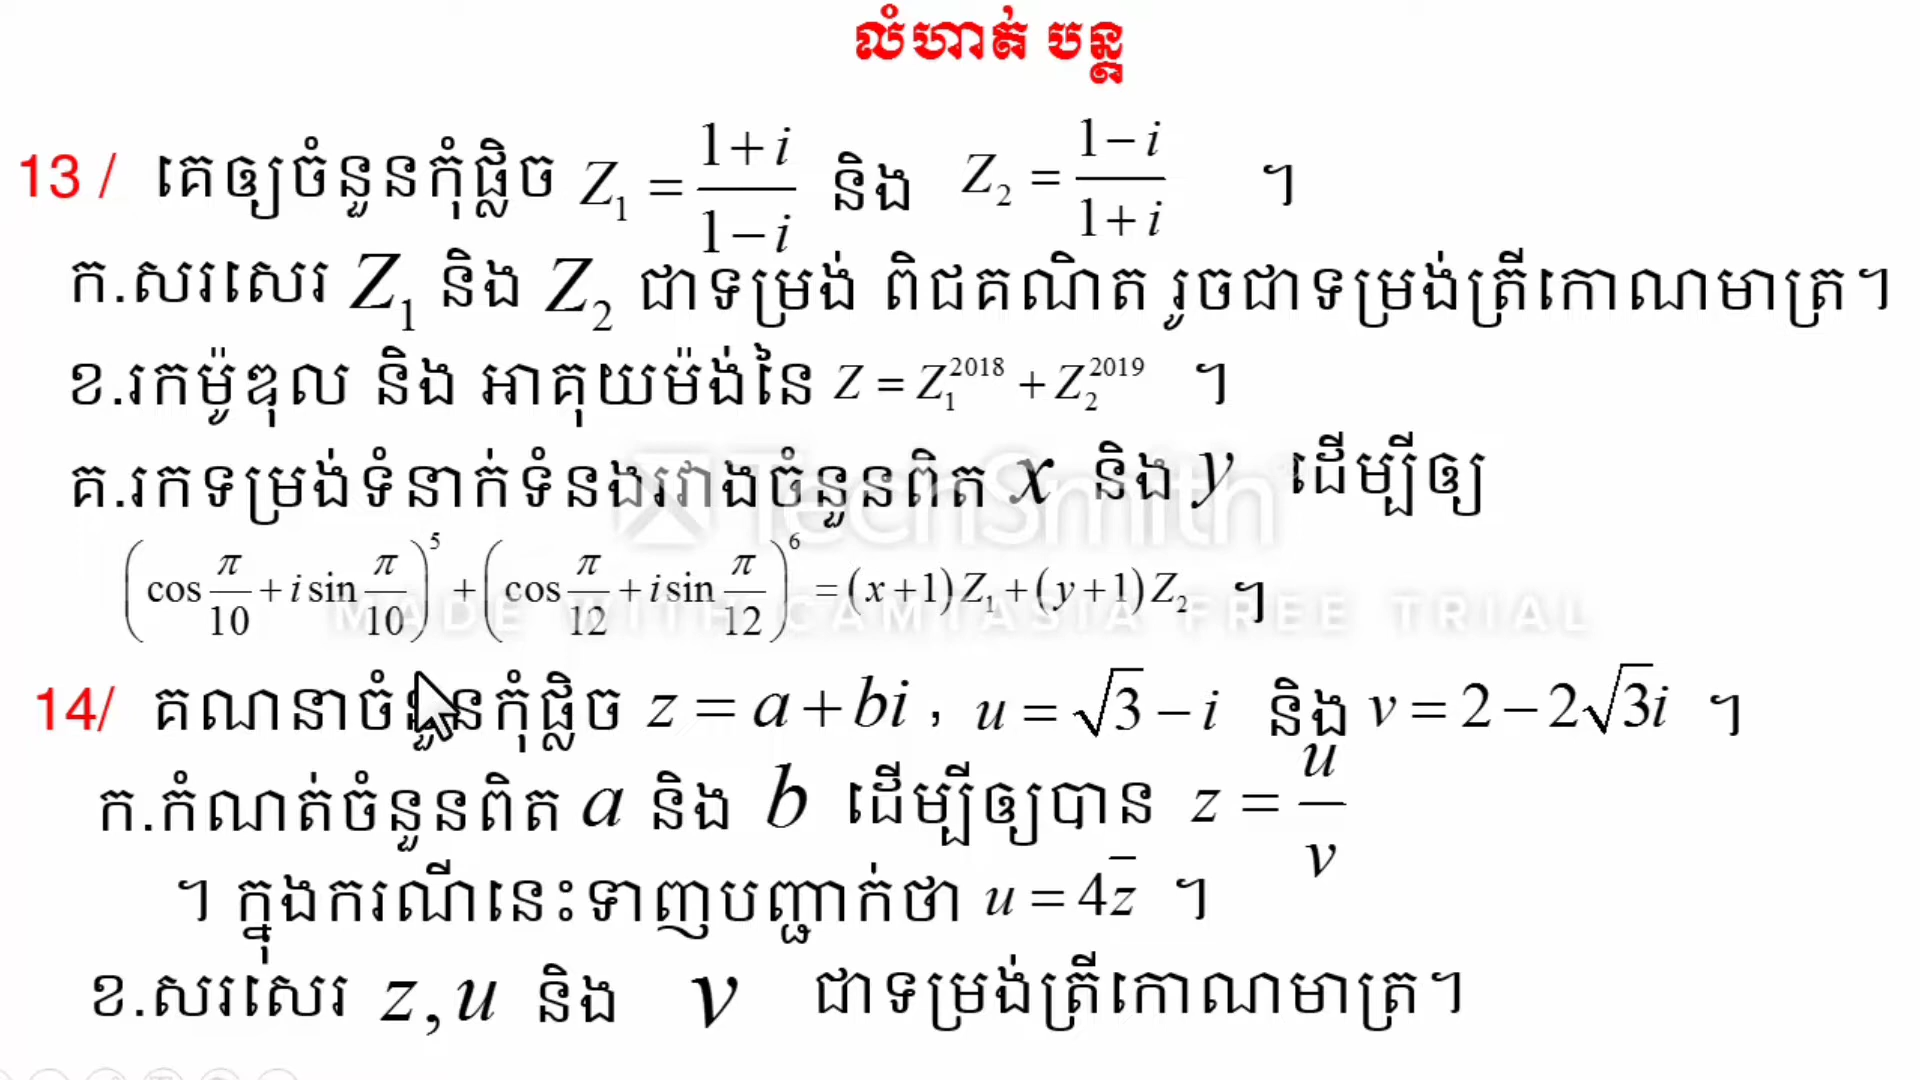 លំហាត់ បន្ត
13 / គេឲ្យចំនួនកុំផ្លិច Z₁ = (1+i)/(1−i) និង Z₂ = (1−i)/(1+i) ។
ក.សរសេរ Z₁ និង Z₂ ជាទម្រង់ ពិជគណិត រួចជាទម្រង់ត្រីកោណមាត្រ។
ខ.រកម៉ូឌុល និង អាគុយម៉ង់នៃ Z = Z₁²⁰¹⁸ + Z₂²⁰¹⁹ ។
គ.រកទម្រង់ទំនាក់ទំនងរវាងចំនួនពិត x និង y ដើម្បីឲ្យ
TechSmith
(cos π/10 + i sin π/10)⁵ + (cos π/12 + i sin π/12)⁶ = (x+1)Z₁ + (y+1)Z₂ ។
MADE WITH CAMTASIA FREE TRIAL
14/ គណនាចំនួនកុំផ្លិច z = a + bi , u = √3 − i និង v = 2 − 2√3i ។
ក.កំណត់ចំនួនពិត a និង b ដើម្បីឲ្យបាន z = u/v
។ ក្នុងករណីនេះទាញបញ្ជាក់ថា u = 4z̄ ។
ខ.សរសេរ z, u និង v ជាទម្រង់ត្រីកោណមាត្រ។